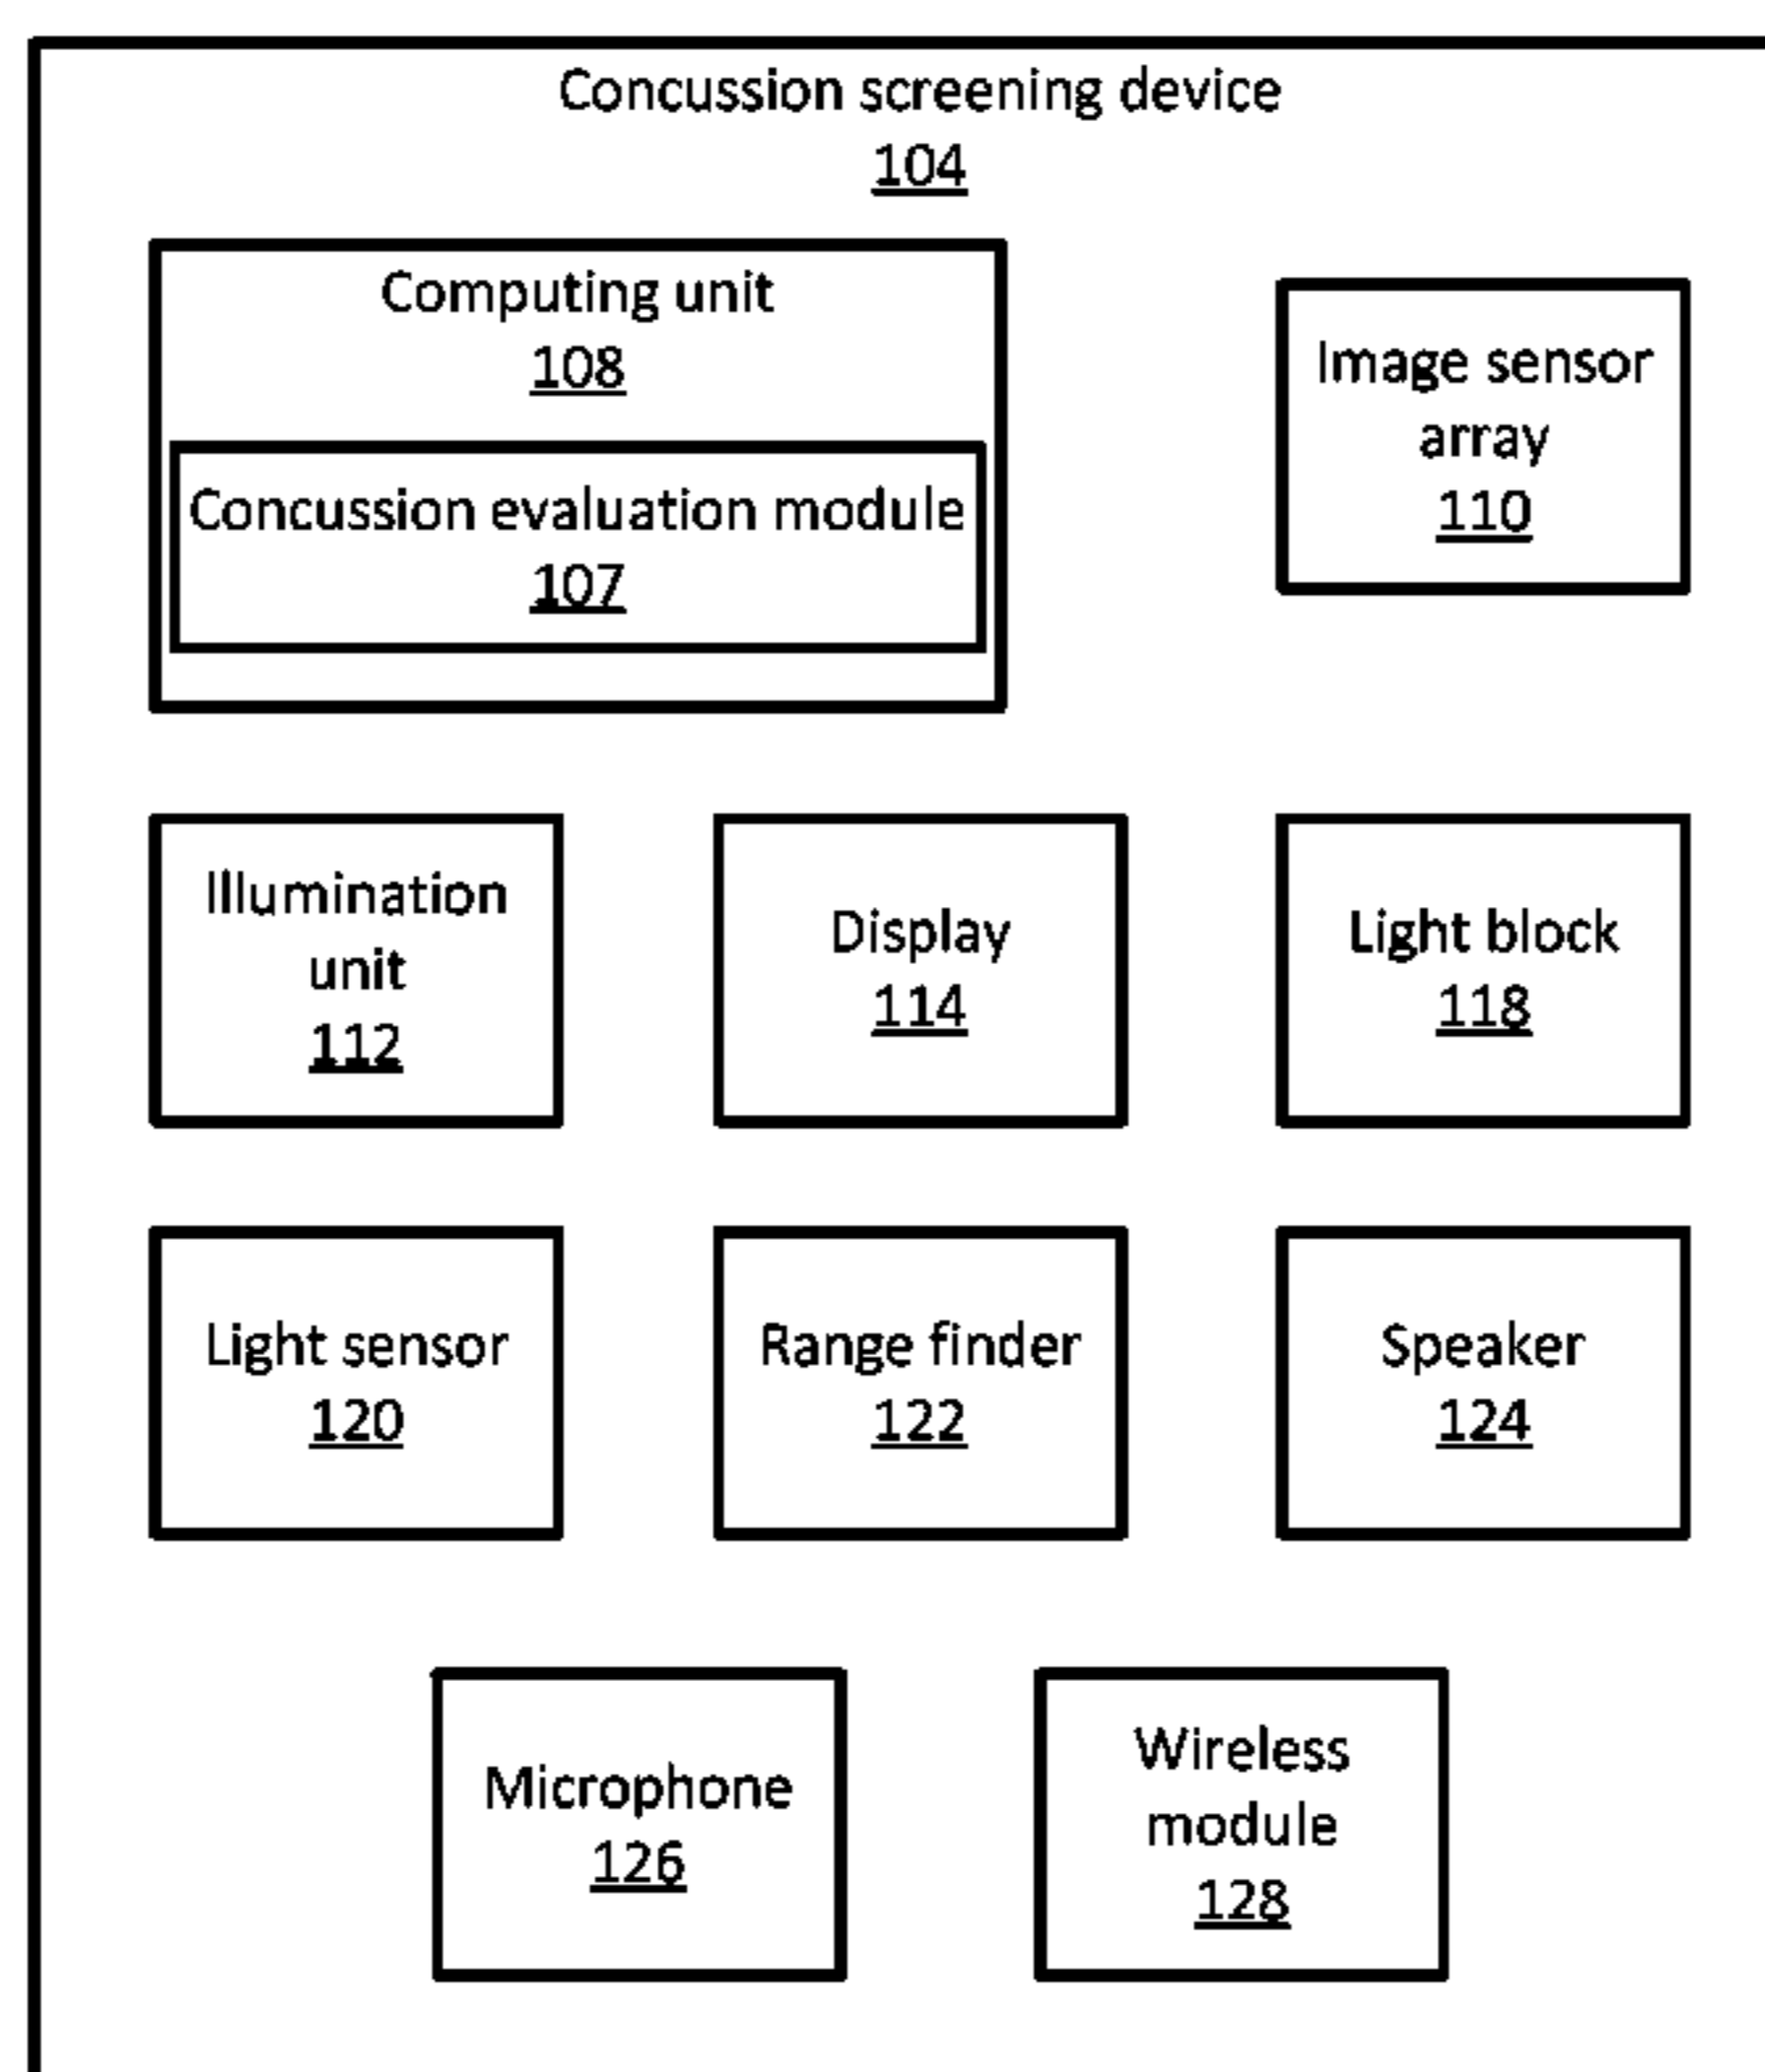 Concussion screening device
104
Computing unit
108
Concussion evaluation module
107
Image sensor
array
110
Illumination
unit
112
Display
114
Light block
118
Light sensor
120
Range finder
122
Speaker
124
Microphone
126
Wireless
module
128